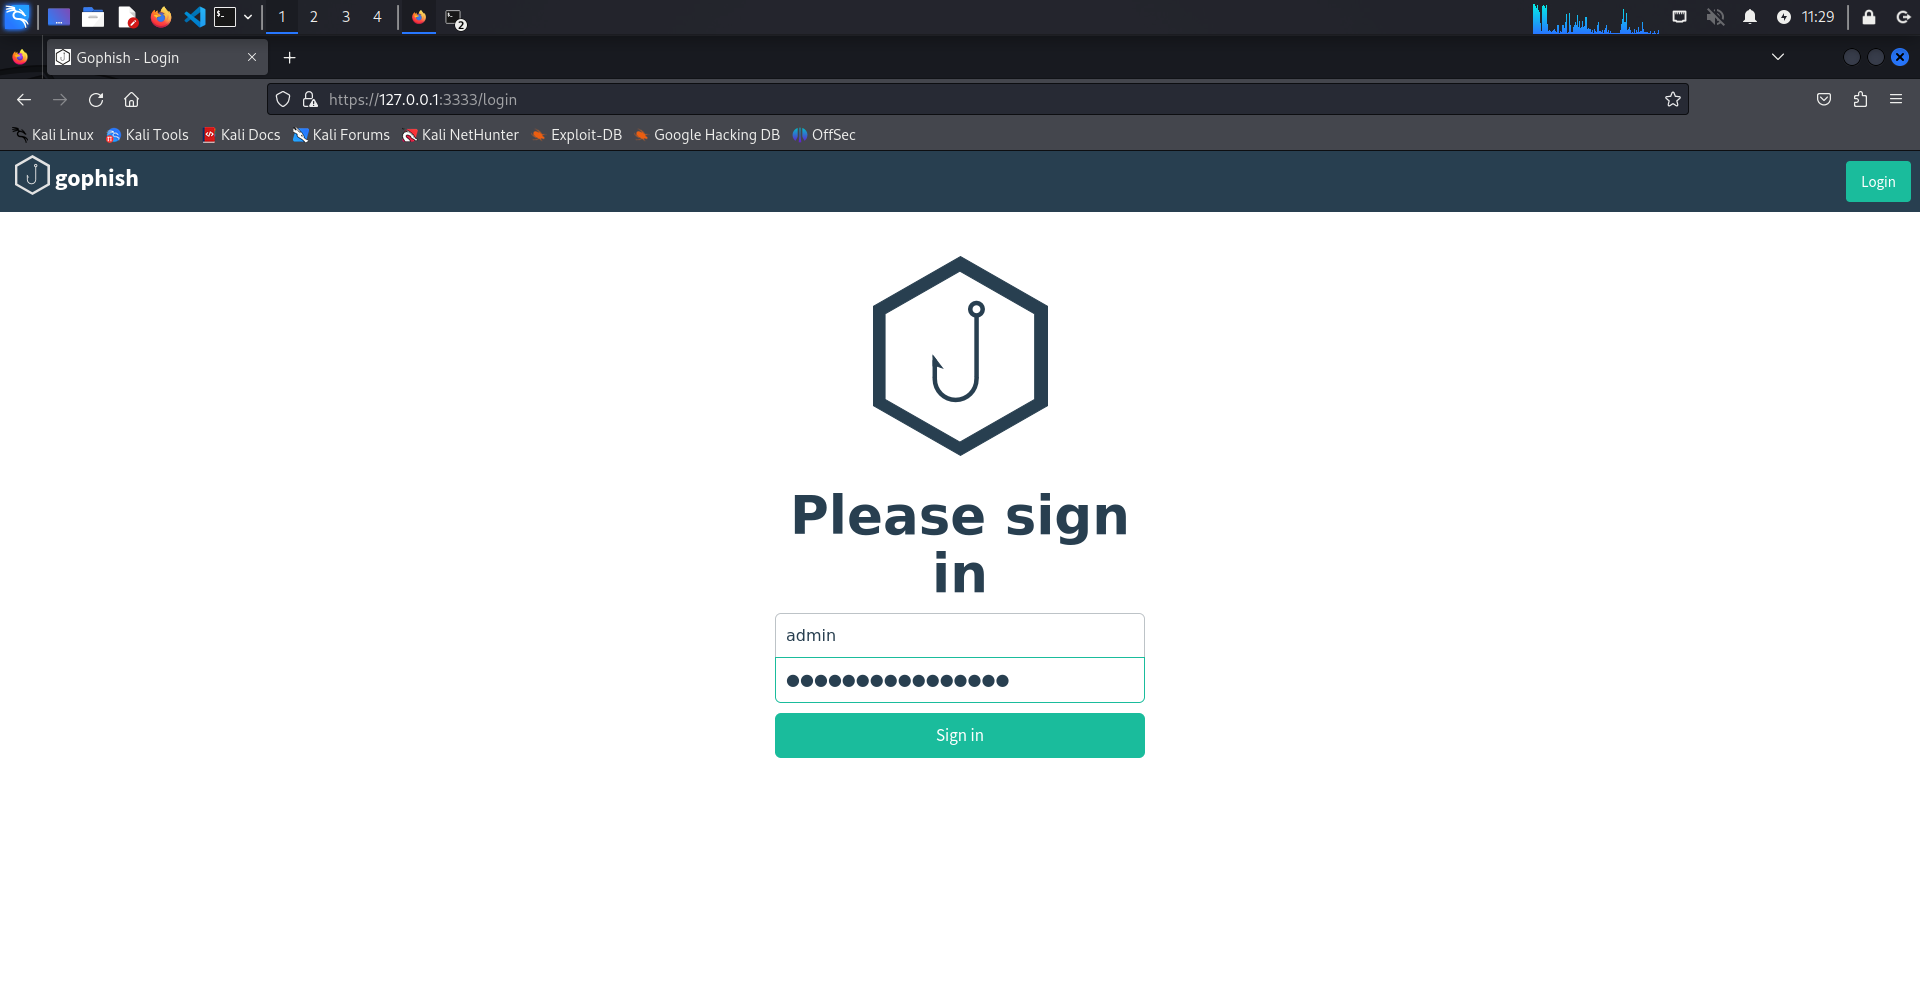 1 2 3 4 2 11:29
Gophish - Login
https://127.0.0.1:3333/login
Kali Linux Kali Tools Kali Docs Kali Forums Kali NetHunter Exploit-DB Google Hacking DB OffSec
gophish Login
Please sign
in
admin
Sign in